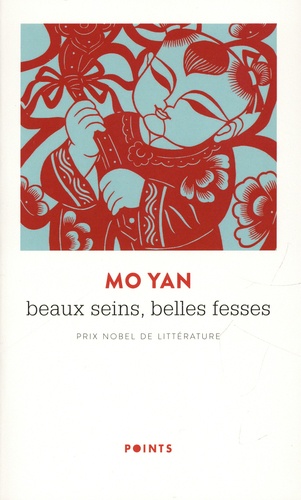 MO YAN
beaux seins, belles fesses
PRIX NOBEL DE LITTÉRATURE
POINTS